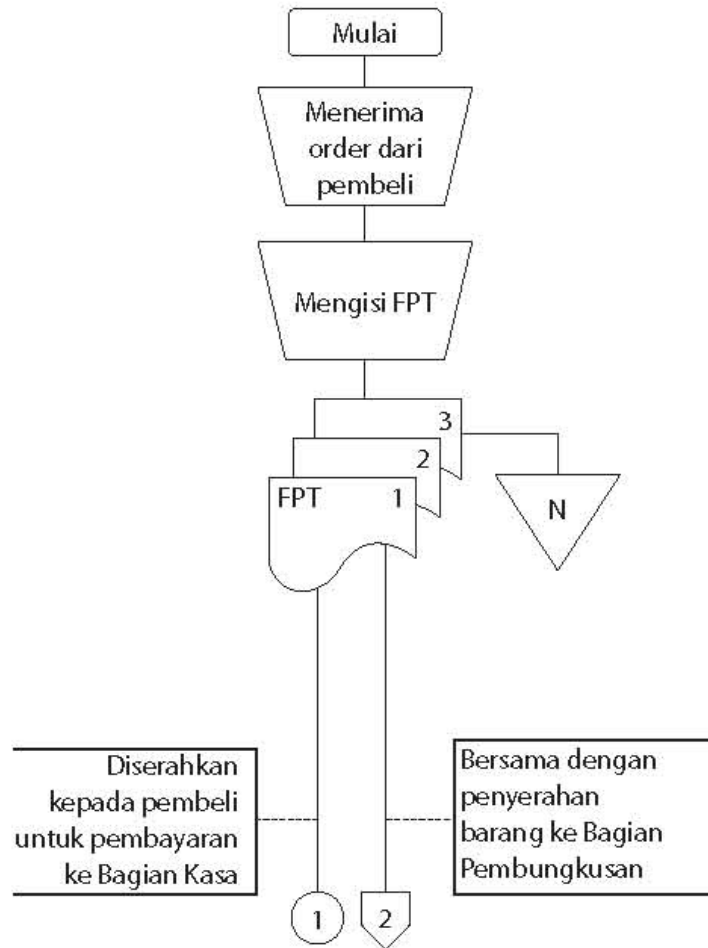 Mulai
Menerima
order dari
pembeli
Mengisi FPT
3
2
FPT 1
N
Diserahkan
kepada pembeli
untuk pembayaran
ke Bagian Kasa
Bersama dengan
penyerahan
barang ke Bagian
Pembungkusan
1
2